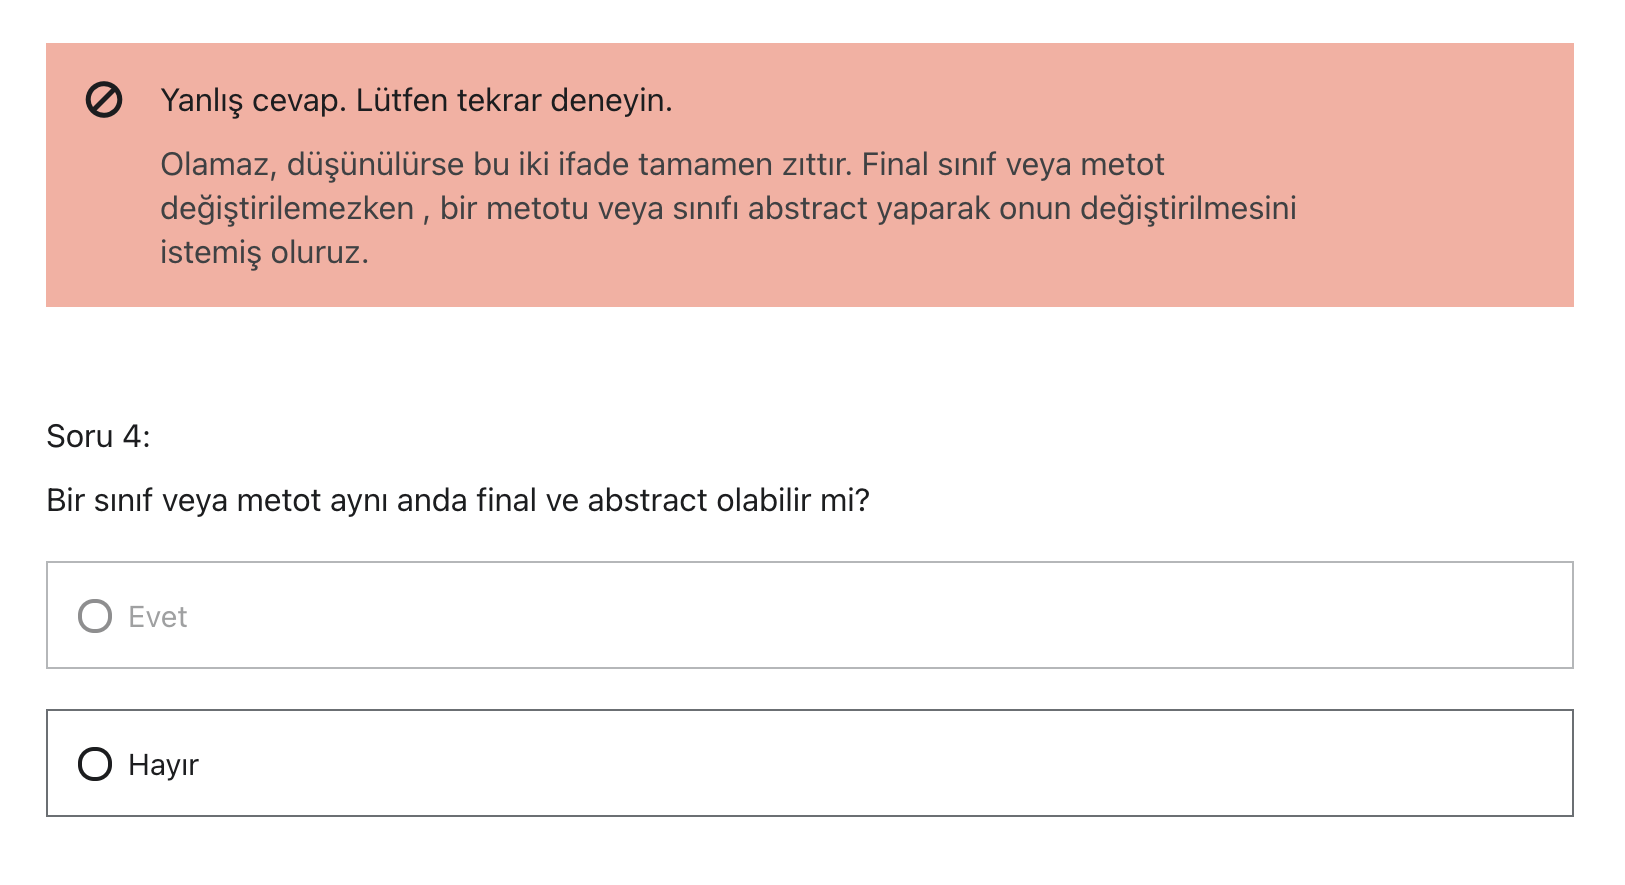 Yanlış cevap. Lütfen tekrar deneyin.
Olamaz, düşünülürse bu iki ifade tamamen zıttır. Final sınıf veya metot
değiştirilemezken , bir metotu veya sınıfı abstract yaparak onun değiştirilmesini
istemiş oluruz.
Soru 4:
Bir sınıf veya metot aynı anda final ve abstract olabilir mi?
Evet
Hayır